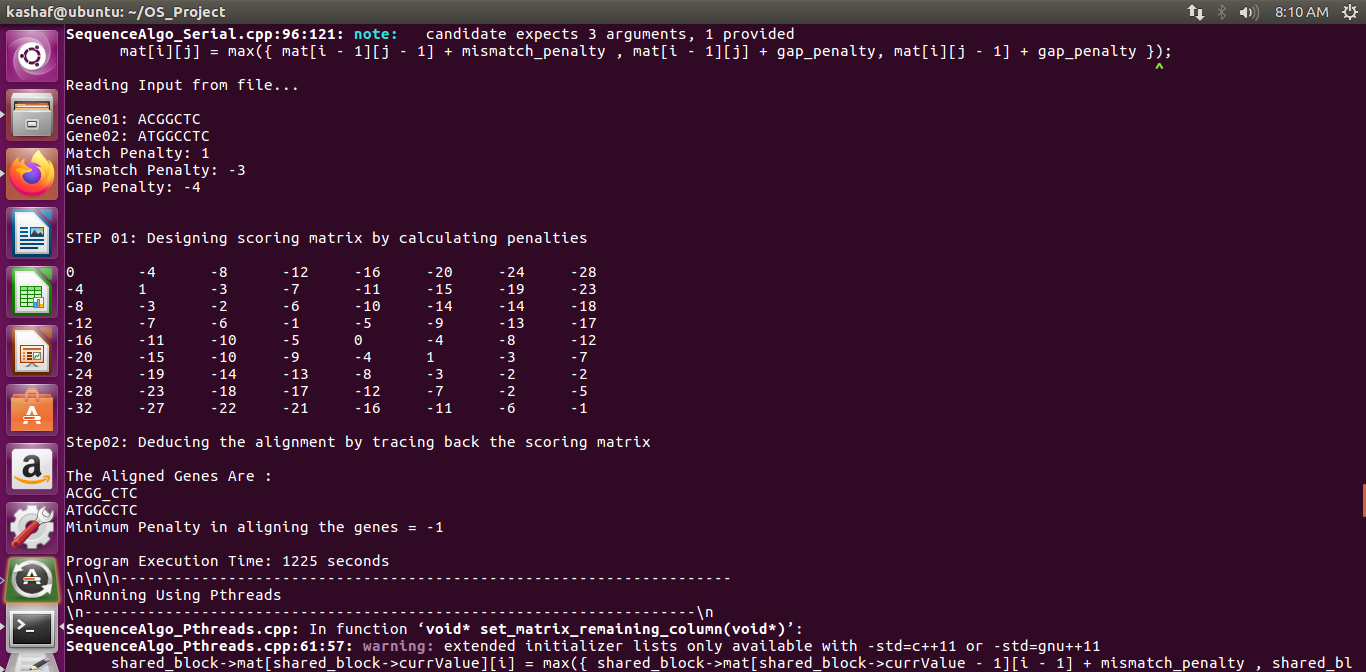 kashaf@ubuntu: ~/OS_Project
8:10 AM
SequenceAlgo_Serial.cpp:96:121: note:   candidate expects 3 arguments, 1 provided
      mat[i][j] = max({ mat[i - 1][j - 1] + mismatch_penalty , mat[i - 1][j] + gap_penalty, mat[i][j - 1] + gap_penalty });
^
Reading Input from file...
Gene01: ACGGCTC
Gene02: ATGGCCTC
Match Penalty: 1
Mismatch Penalty: -3
Gap Penalty: -4
STEP 01: Designing scoring matrix by calculating penalties
0       -4      -8      -12     -16     -20     -24     -28
-4      1       -3      -7      -11     -15     -19     -23
-8      -3      -2      -6      -10     -14     -14     -18
-12     -7      -6      -1      -5      -9      -13     -17
-16     -11     -10     -5      0       -4      -8      -12
-20     -15     -10     -9      -4      1       -3      -7
-24     -19     -14     -13     -8      -3      -2      -2
-28     -23     -18     -17     -12     -7      -2      -5
-32     -27     -22     -21     -16     -11     -6      -1
Step02: Deducing the alignment by tracing back the scoring matrix
The Aligned Genes Are :
ACGG_CTC
ATGGCCTC
Minimum Penalty in aligning the genes = -1
Program Execution Time: 1225 seconds
\n\n\n--------------------------------------------------------------------
\nRunning Using Pthreads
\n--------------------------------------------------------------------\n
SequenceAlgo_Pthreads.cpp: In function ‘void* set_matrix_remaining_column(void*)’:
SequenceAlgo_Pthreads.cpp:61:57: warning: extended initializer lists only available with -std=c++11 or -std=gnu++11
     shared_block->mat[shared_block->currValue][i] = max({ shared_block->mat[shared_block->currValue - 1][i - 1] + mismatch_penalty , shared_bl